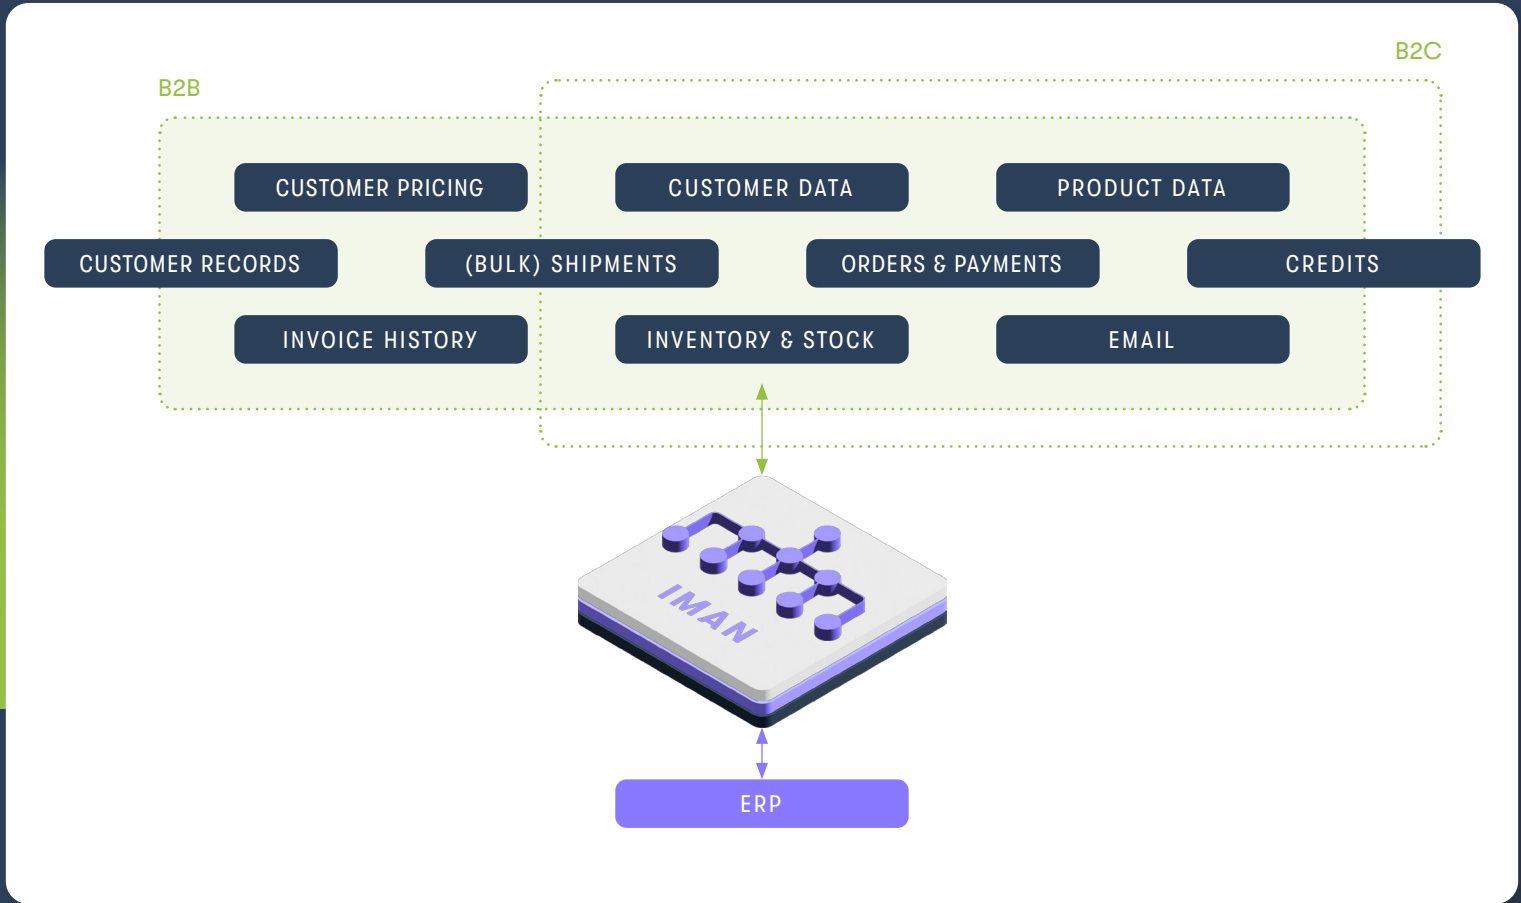 B2C
B2B
CUSTOMER PRICING
CUSTOMER DATA
PRODUCT DATA
CUSTOMER RECORDS
(BULK) SHIPMENTS
ORDERS & PAYMENTS
CREDITS
INVOICE HISTORY
INVENTORY & STOCK
EMAIL
IMAN
ERP